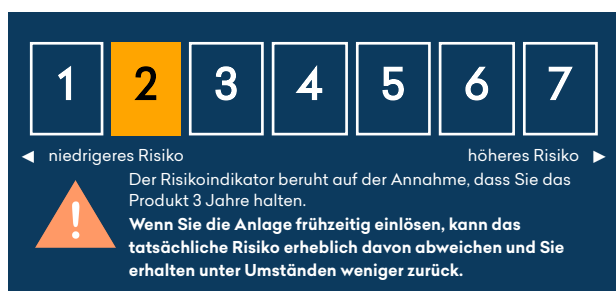 1 2 3 4 5 6 7
◄ niedrigeres Risiko höheres Risiko ►
Der Risikoindikator beruht auf der Annahme, dass Sie das
Produkt 3 Jahre halten.
Wenn Sie die Anlage frühzeitig einlösen, kann das
tatsächliche Risiko erheblich davon abweichen und Sie
erhalten unter Umständen weniger zurück.
!